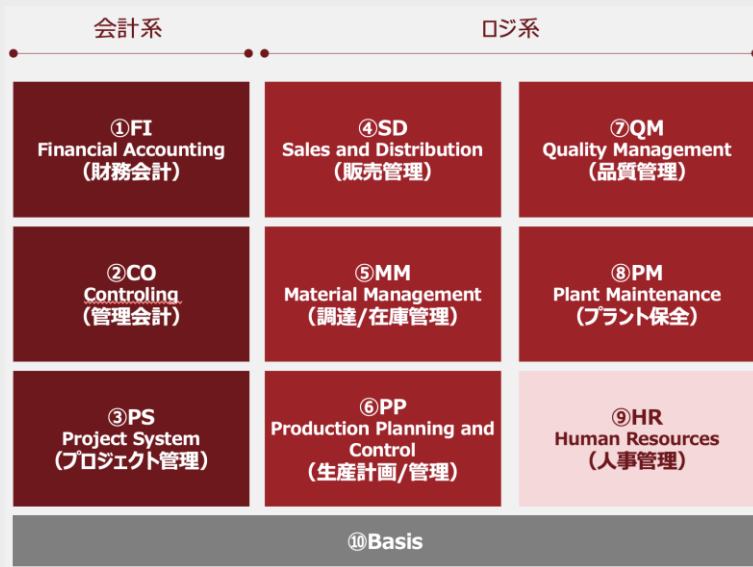 会計系
ロジ系
①FI
Financial Accounting
（財務会計）
④SD
Sales and Distribution
（販売管理）
⑦QM
Quality Management
（品質管理）
②CO
Controling
（管理会計）
⑤MM
Material Management
（調達/在庫管理）
⑧PM
Plant Maintenance
（プラント保全）
③PS
Project System
（プロジェクト管理）
⑥PP
Production Planning and
Control
（生産計画/管理）
⑨HR
Human Resources
（人事管理）
⑩Basis